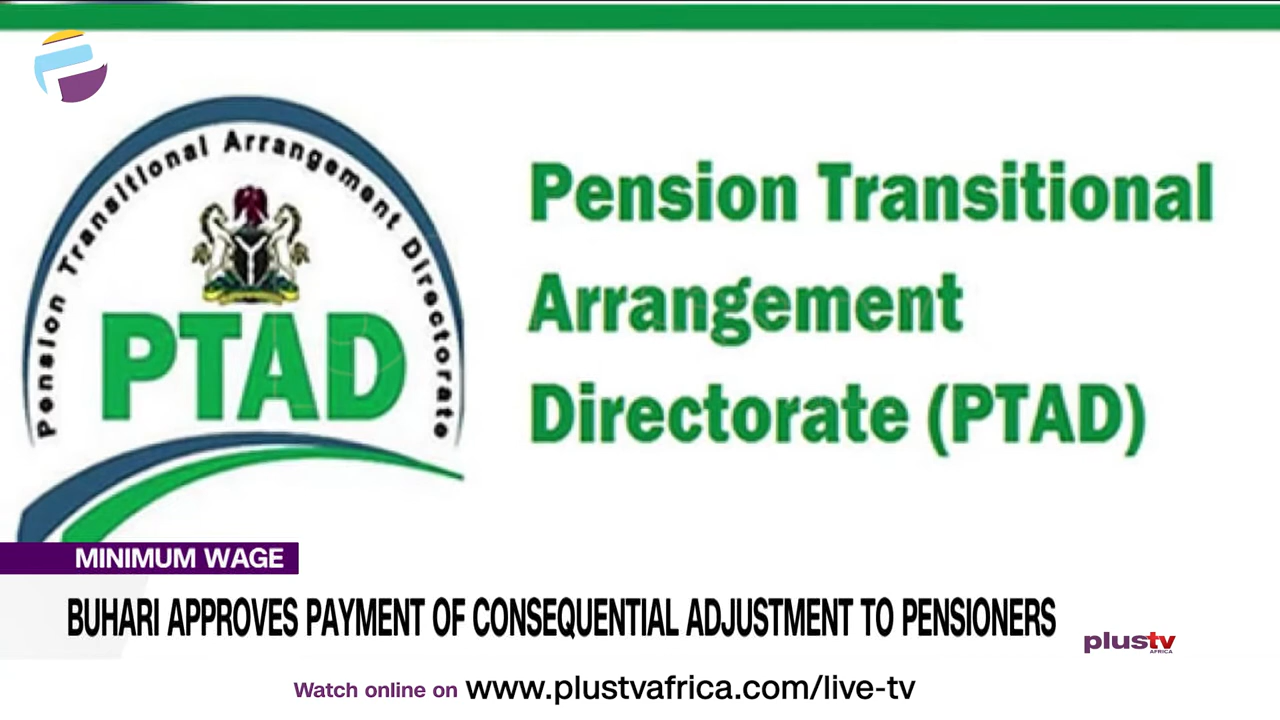 Pension Transitional Arrangement Directorate
PTAD
Pension Transitional
Arrangement
Directorate (PTAD)
MINIMUM WAGE
BUHARI APPROVES PAYMENT OF CONSEQUENTIAL ADJUSTMENT TO PENSIONERS
plustv
AFRICA
Watch online on www.plustvafrica.com/live-tv